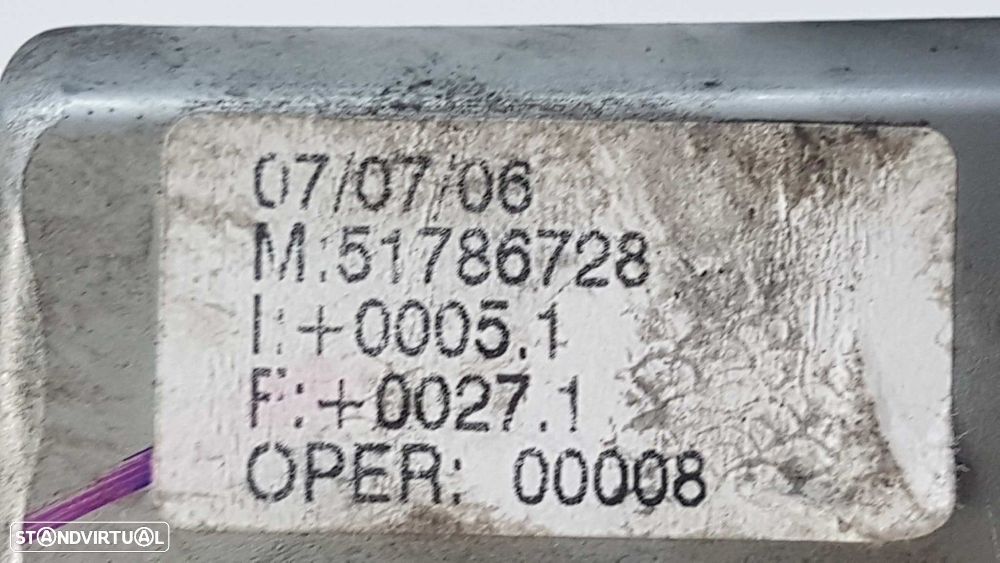 07/07/06
M:51786728
I:+0005.1
F:+0027.1
OPER: 00008
STANDVIRTUAL